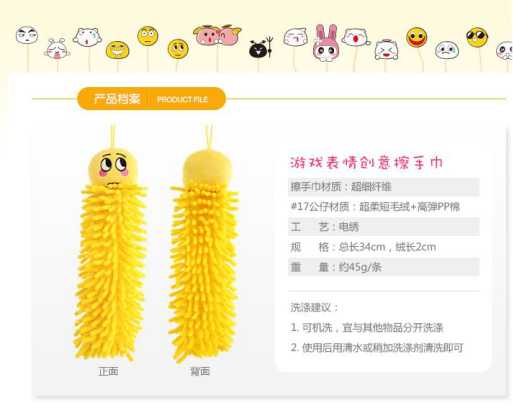 产品档案 PRODUCT FILE
游戏表情创意擦手巾
擦手巾材质：超细纤维
#17公仔材质：超柔短毛绒+高弹PP棉
工 艺：电绣
规 格：总长34cm，绒长2cm
重 量：约45g/条
洗涤建议：
1. 可机洗，宜与其他物品分开洗涤
2. 使用后用清水或稍加洗涤剂清洗即可
正面 背面